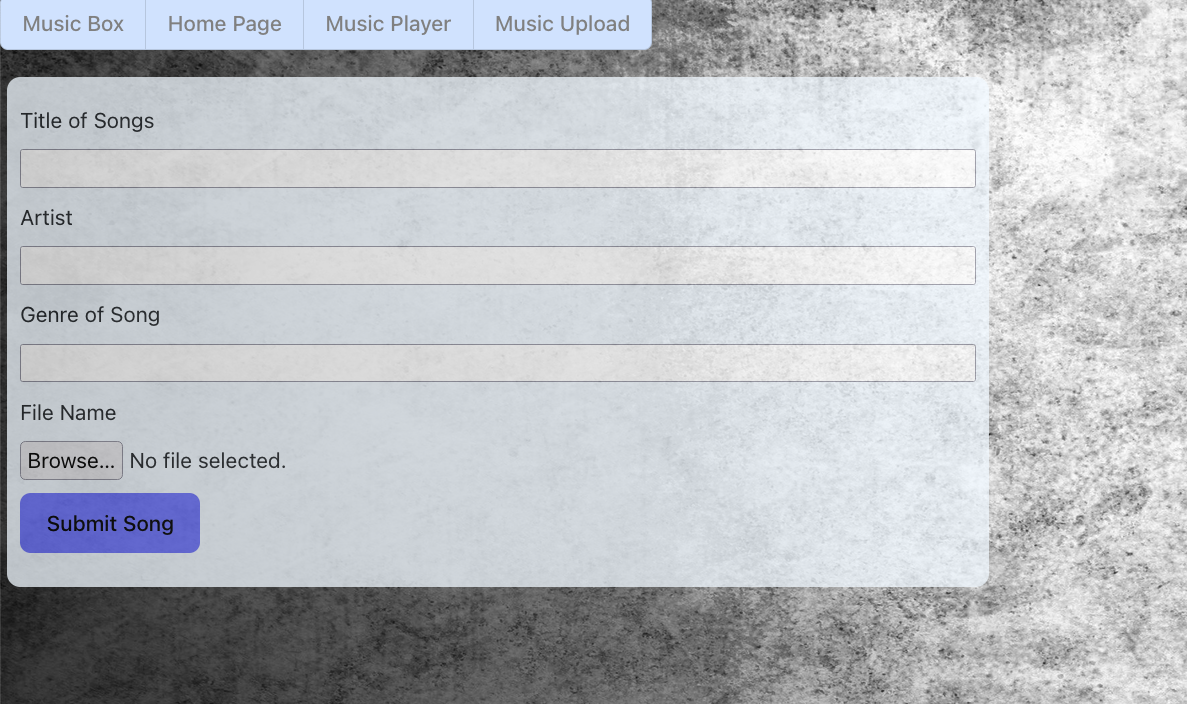 Music Box Home Page Music Player Music Upload
Title of Songs
Artist
Genre of Song
File Name
Browse... No file selected.
Submit Song